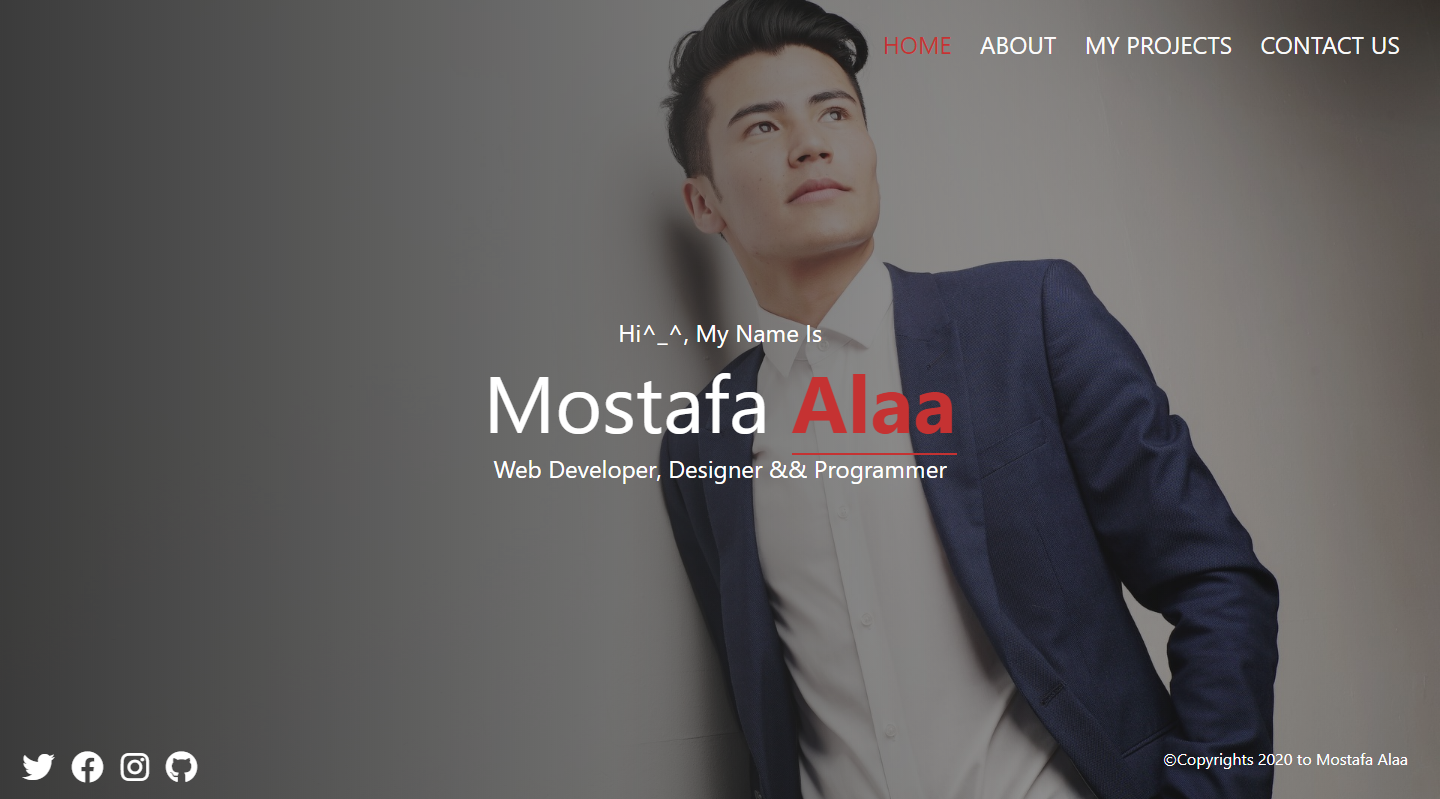 HOME ABOUT MY PROJECTS CONTACT US
Hi^_^, My Name Is
Mostafa Alaa
Web Developer, Designer && Programmer
©Copyrights 2020 to Mostafa Alaa